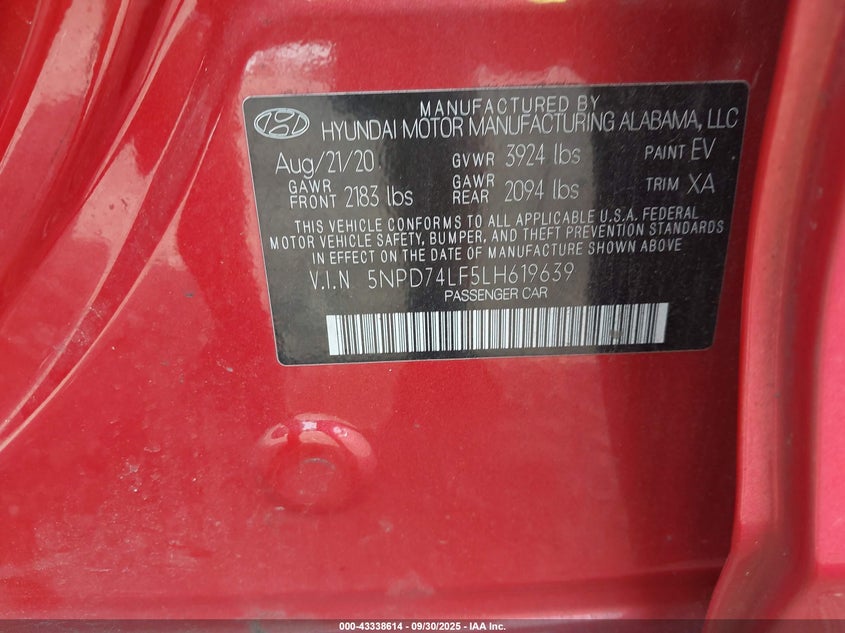 MANUFACTURED BY
HYUNDAI MOTOR MANUFACTURING ALABAMA, LLC
Aug/21/20 GVWR 3924 lbs PAINT EV
GAWR FRONT 2183 lbs GAWR REAR 2094 lbs TRIM XA
THIS VEHICLE CONFORMS TO ALL APPLICABLE U.S.A. FEDERAL
MOTOR VEHICLE SAFETY, BUMPER, AND THEFT PREVENTION STANDARDS
IN EFFECT ON THE DATE OF MANUFACTURE SHOWN ABOVE
V.I.N 5NPD74LF5LH619639
PASSENGER CAR
000-43338614 - 09/30/2025 - IAA Inc.